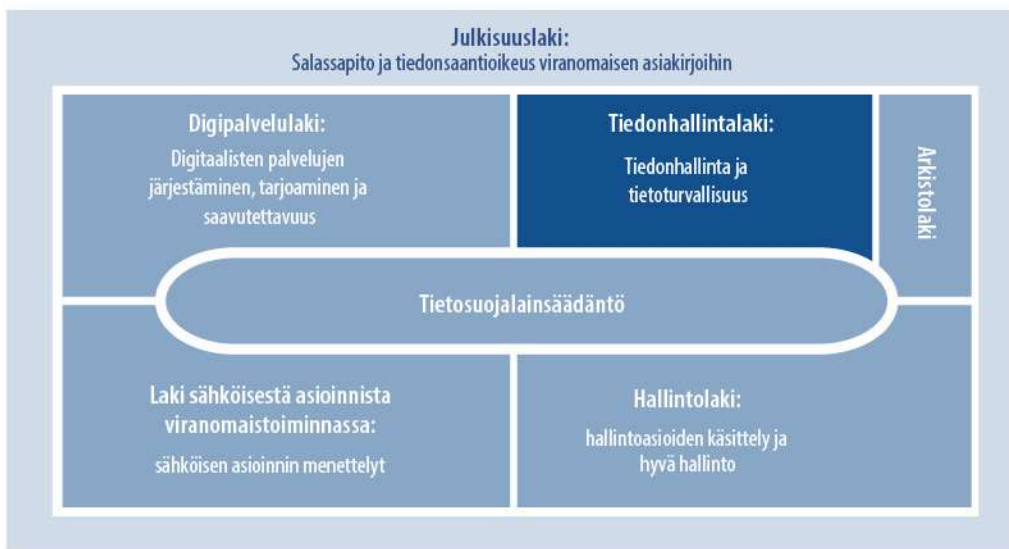 Julkisuuslaki:
Salassapito ja tiedonsaantioikeus viranomaisen asiakirjoihin
Digipalvelulaki:
Digitaalisten palvelujen
järjestäminen, tarjoaminen ja
saavutettavuus
Tiedonhallintalaki:
Tiedonhallinta ja
tietoturvallisuus
Arkistolaki
Tietosuojalainsäädäntö
Laki sähköisestä asioinnista
viranomaistoiminnassa:
sähköisen asioinnin menettelyt
Hallintolaki:
hallintoasioiden käsittely ja
hyvä hallinto